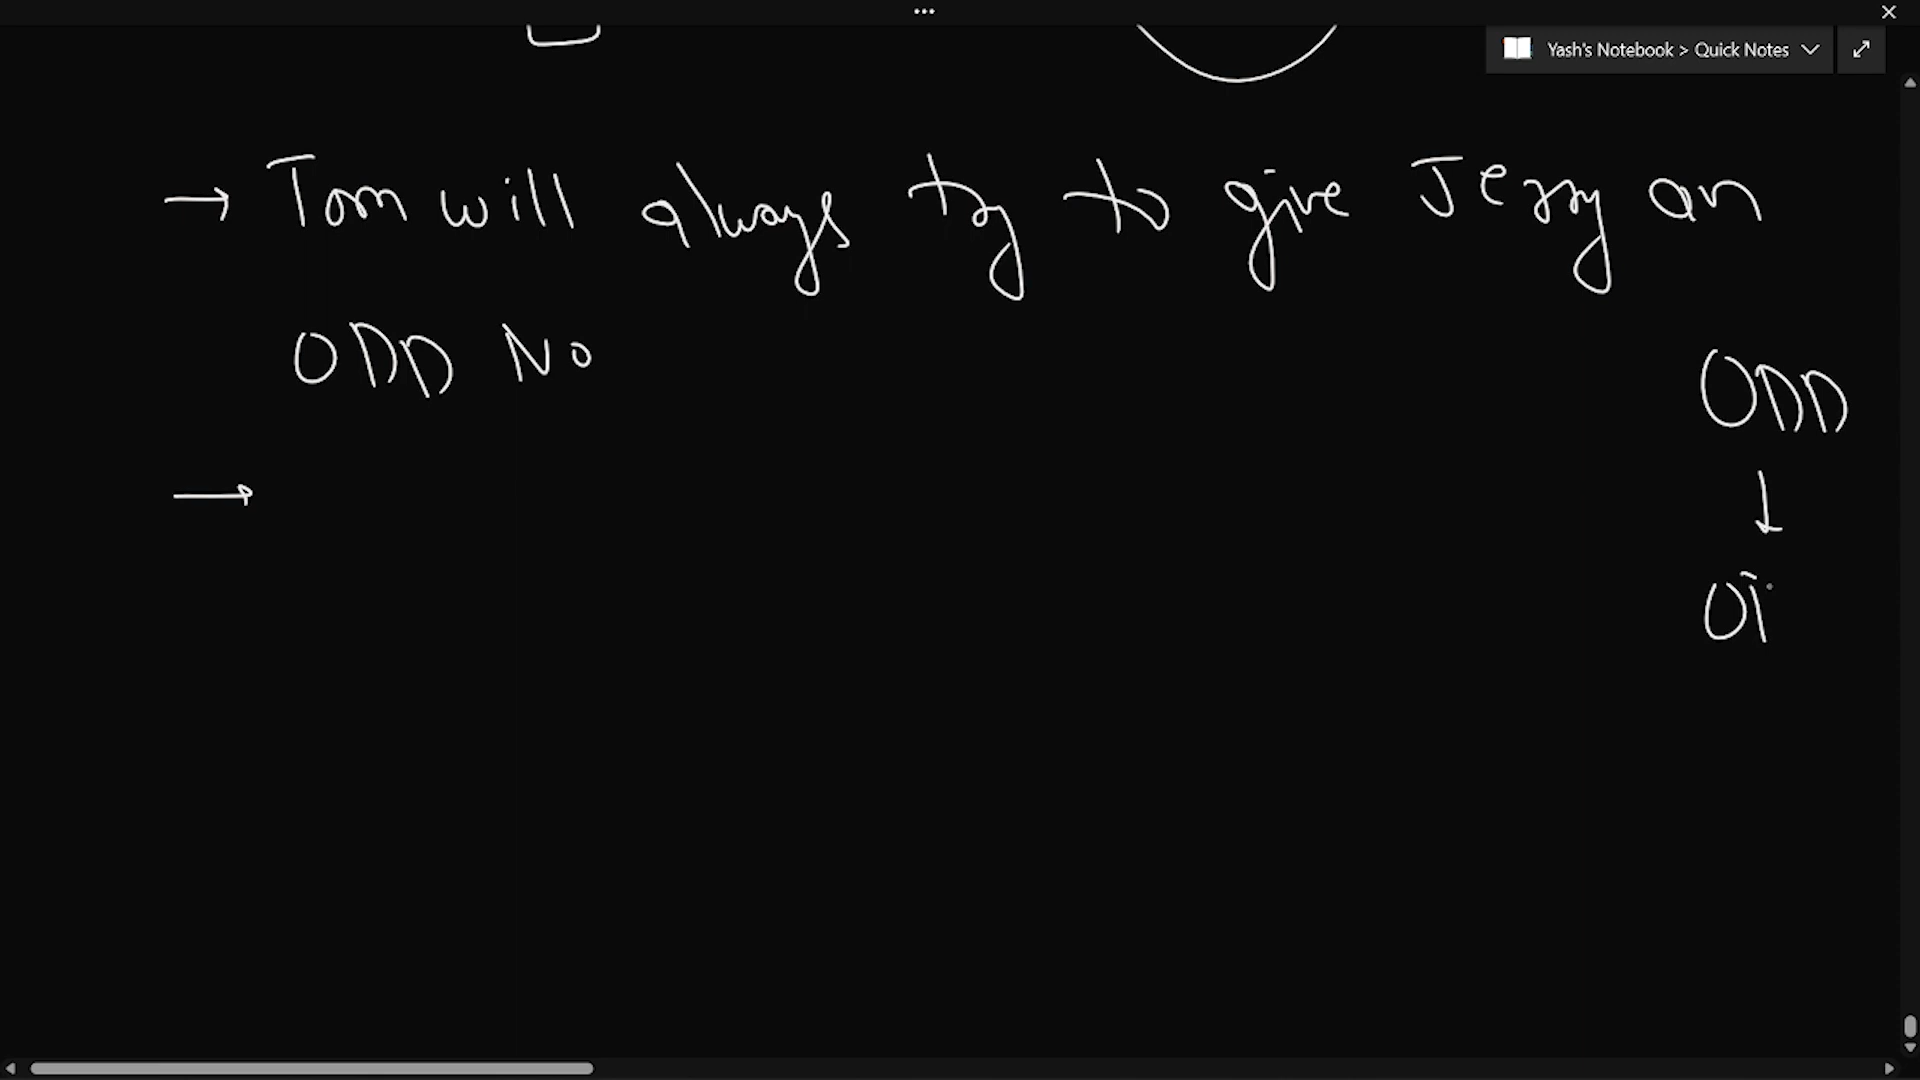 Yash's Notebook > Quick Notes
→ Tom will always try to give Jerry an
ODD No
ODD
↓
→